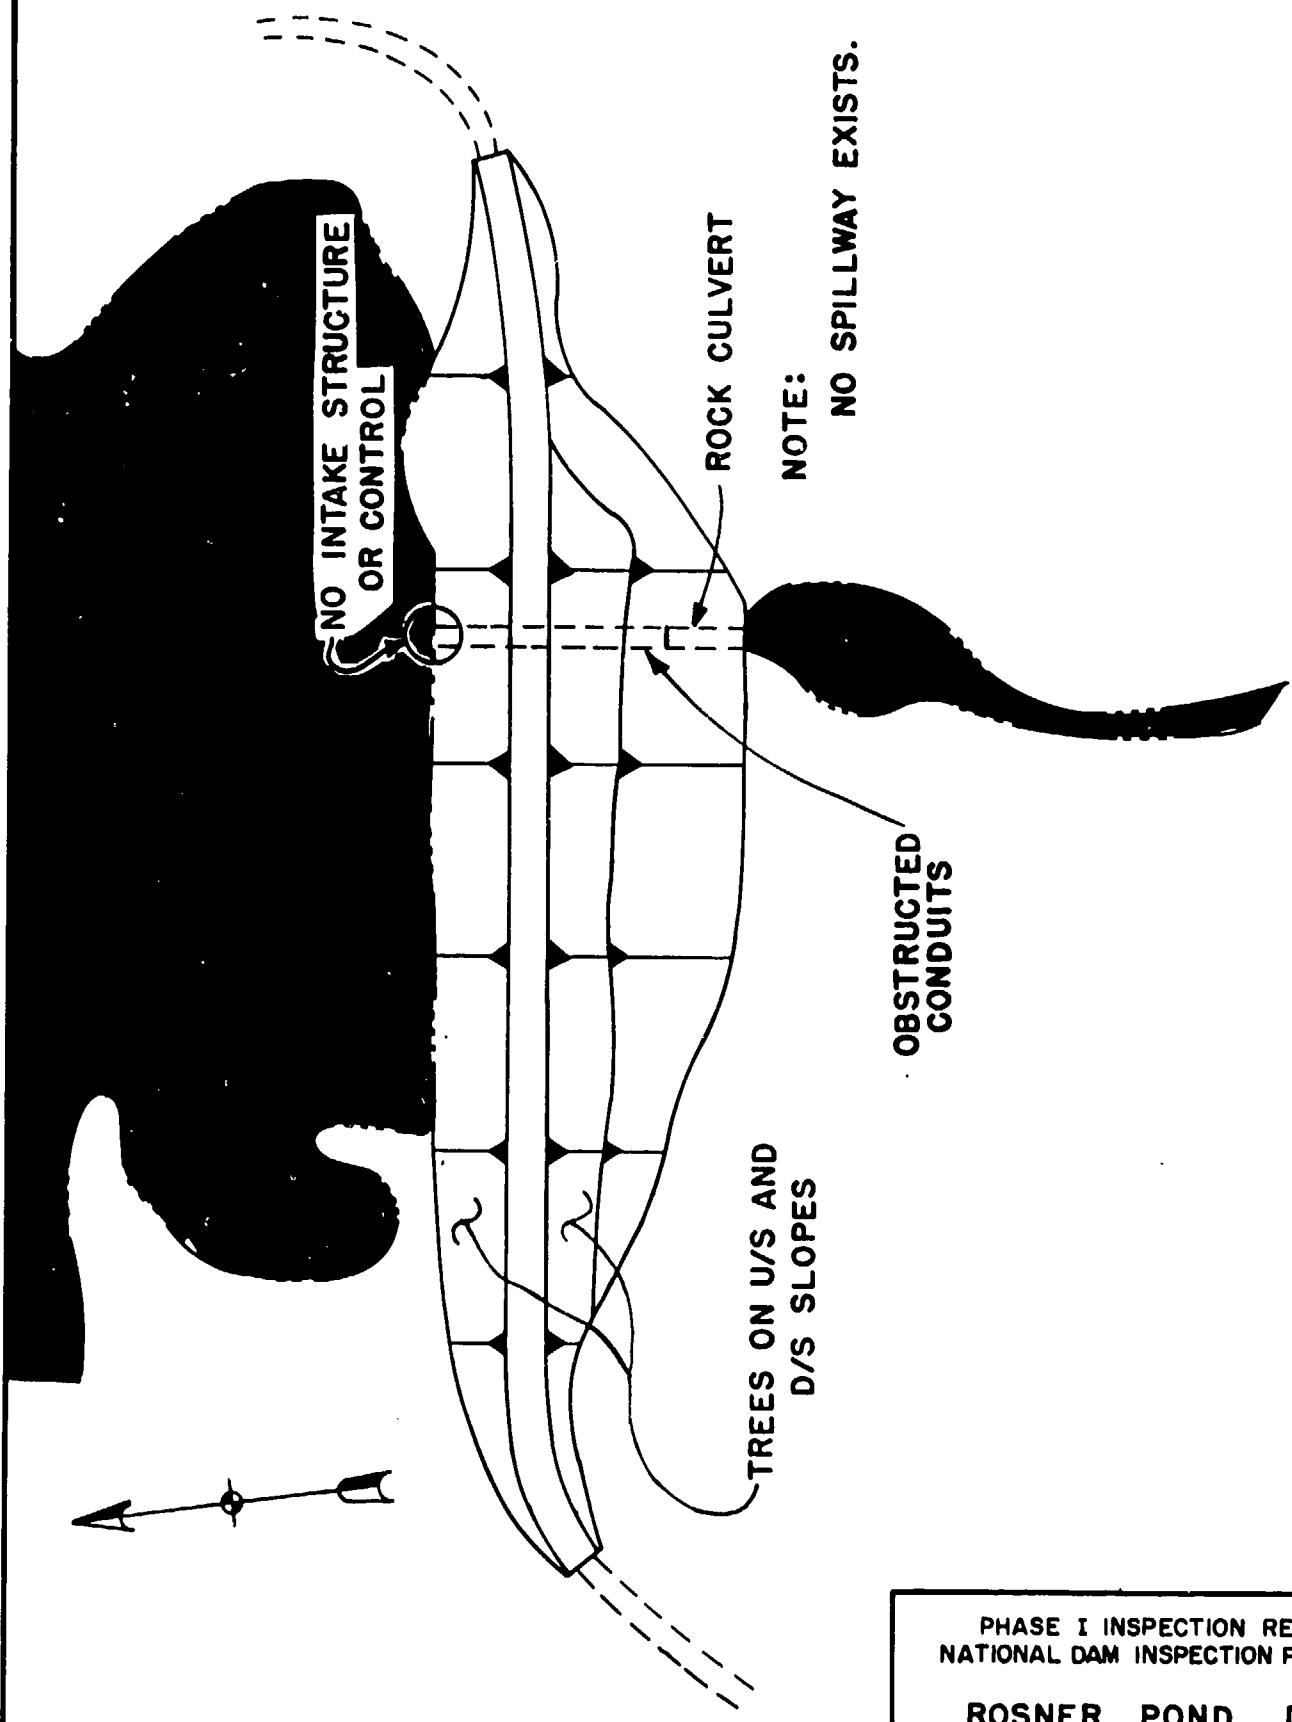 NO INTAKE STRUCTURE
OR CONTROL
ROCK CULVERT
NOTE:
NO SPILLWAY EXISTS.
OBSTRUCTED
CONDUITS
TREES ON U/S AND
D/S SLOPES
PHASE I INSPECTION RE
NATIONAL DAM INSPECTION
ROSNER POND